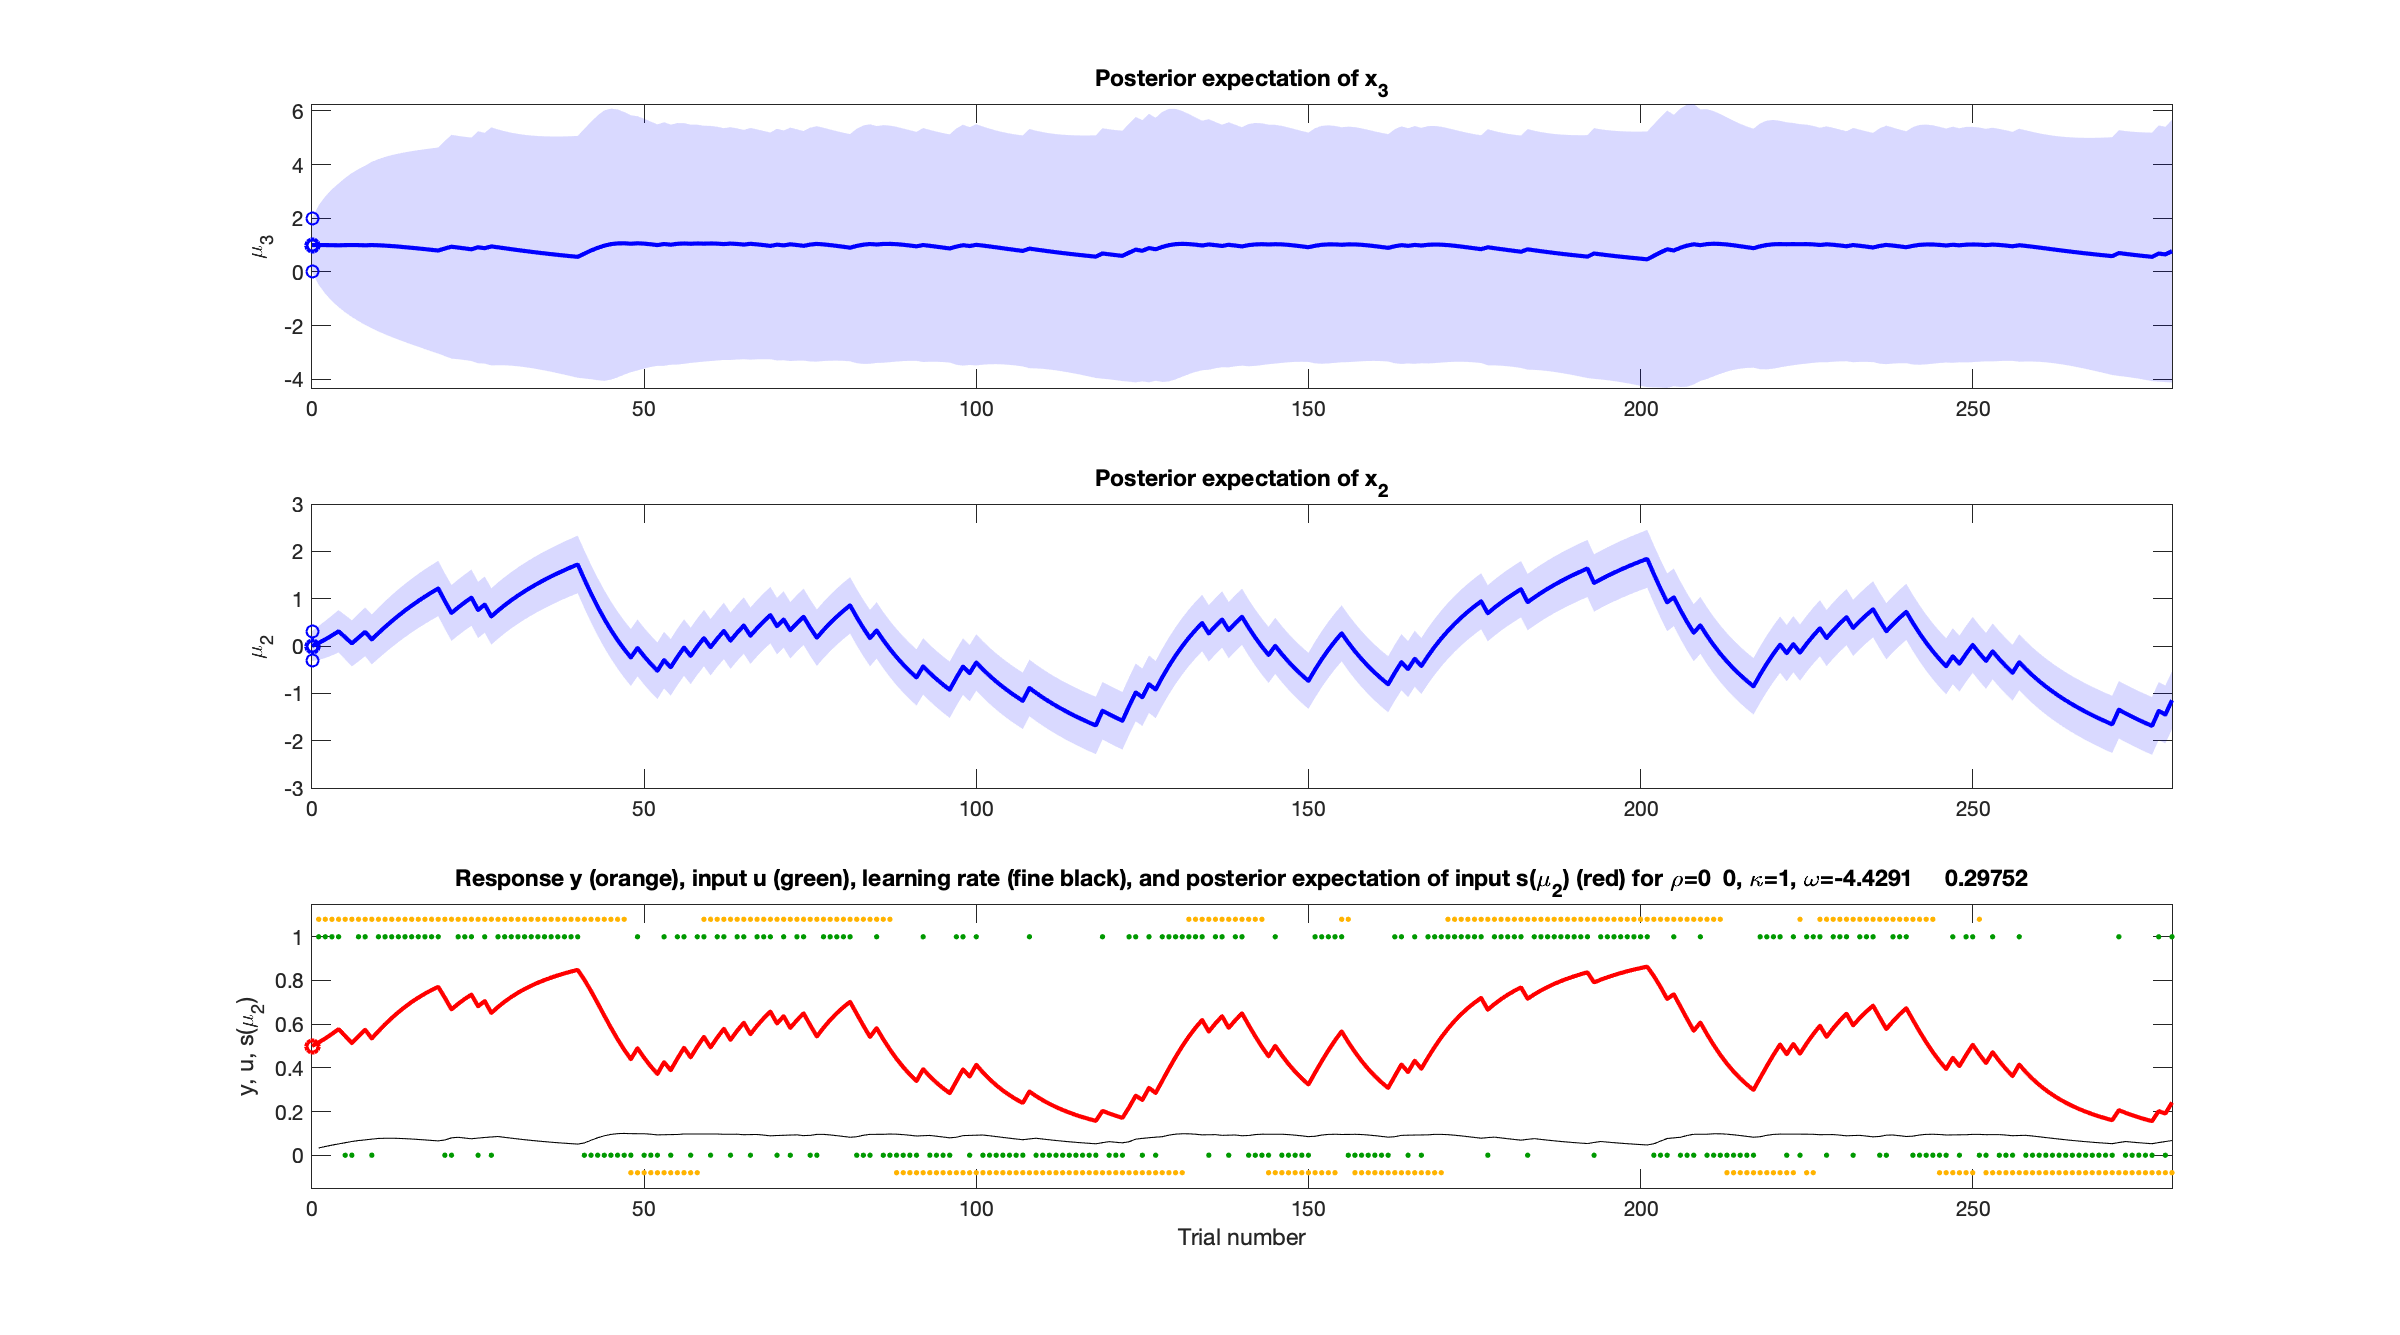 Posterior expectation of x3
6
4
2
0
-2
-4
μ3
0 50 100 150 200 250
Posterior expectation of x2
3
2
1
0
-1
-2
-3
μ2
0 50 100 150 200 250
Response y (orange), input u (green), learning rate (fine black), and posterior expectation of input s(μ2) (red) for ρ=0 0, κ=1, ω=-4.4291 0.29752
1
0.8
0.6
0.4
0.2
0
y, u, s(μ2)
0 50 100 150 200 250
Trial number